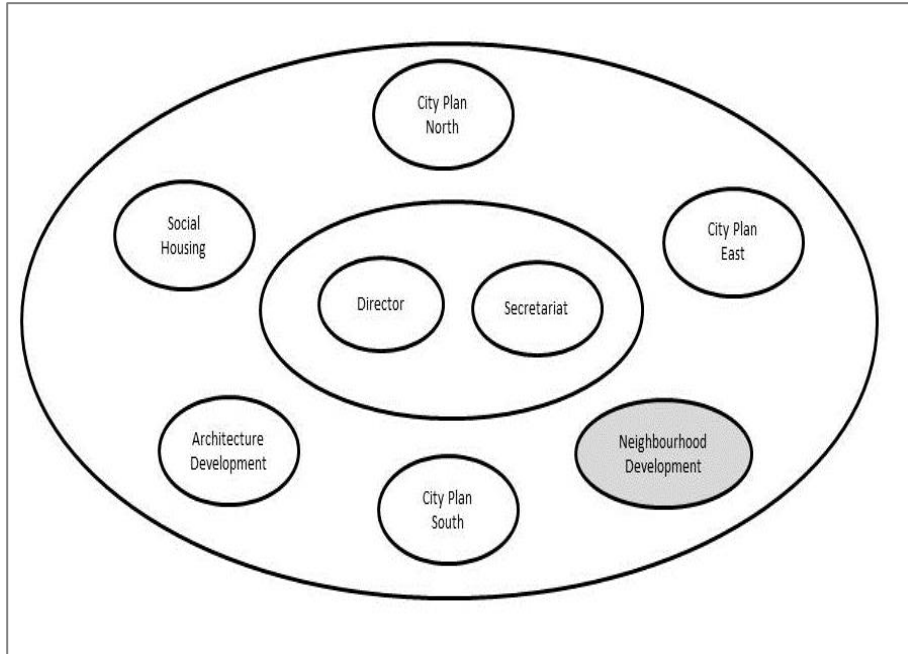 City Plan
North
Social
Housing
City Plan
East
Director
Secretariat
Architecture
Development
Neighbourhood
Development
City Plan
South